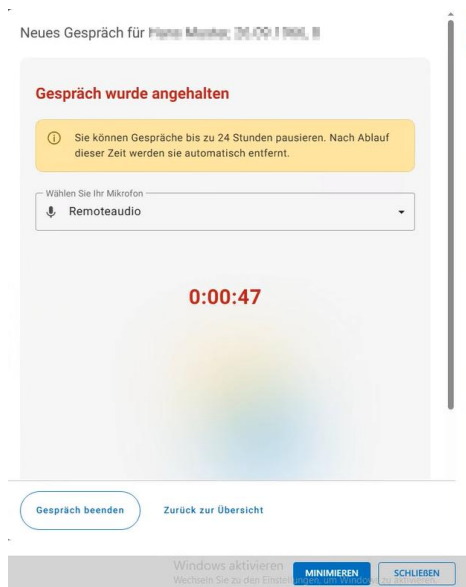 Neues Gespräch für
Gespräch wurde angehalten
Sie können Gespräche bis zu 24 Stunden pausieren. Nach Ablauf
dieser Zeit werden sie automatisch entfernt.
Wählen Sie Ihr Mikrofon
Remoteaudio
0:00:47
Gespräch beenden
Zurück zur Übersicht
Windows aktivieren
Wechseln Sie zu den Einstellungen, um Windows zu aktivieren.
MINIMIEREN
SCHLIEßEN